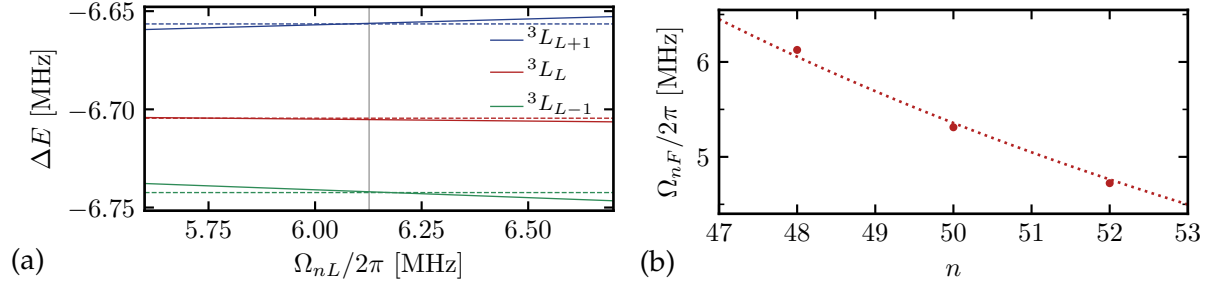 −6.65
−6.70
−6.75
ΔE [MHz]
³L_{L+1}
³L_L
³L_{L−1}
5.75 6.00 6.25 6.50
Ω_{nL}/2π [MHz]
(a)
6
5
Ω_{nF}/2π [MHz]
47 48 49 50 51 52 53
n
(b)